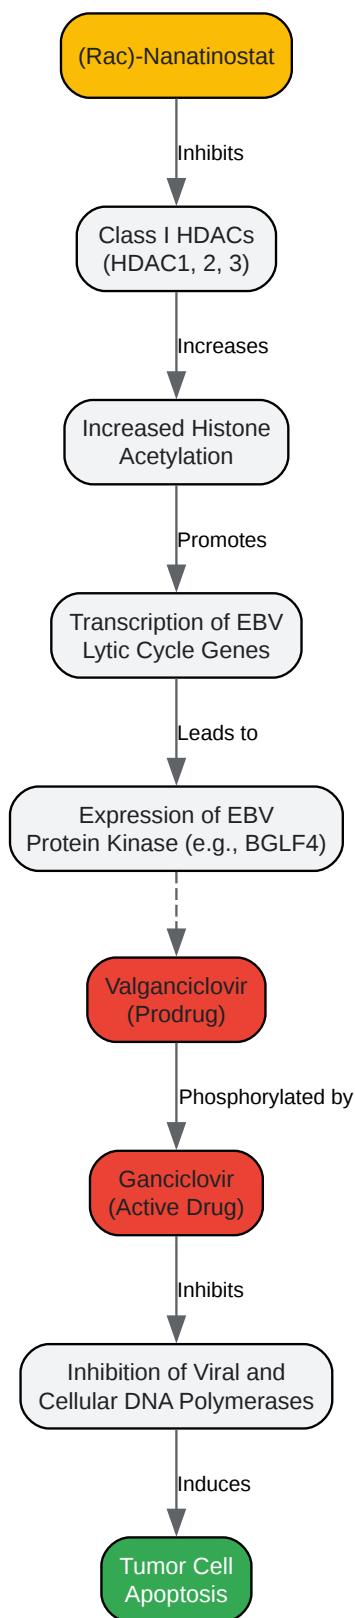 (Rac)-Nanatinostat
Inhibits
Class I HDACs
(HDAC1, 2, 3)
Increases
Increased Histone
Acetylation
Promotes
Transcription of EBV
Lytic Cycle Genes
Leads to
Expression of EBV
Protein Kinase (e.g., BGLF4)
Valganciclovir
(Prodrug)
Phosphorylated by
Ganciclovir
(Active Drug)
Inhibits
Inhibition of Viral and
Cellular DNA Polymerases
Induces
Tumor Cell
Apoptosis